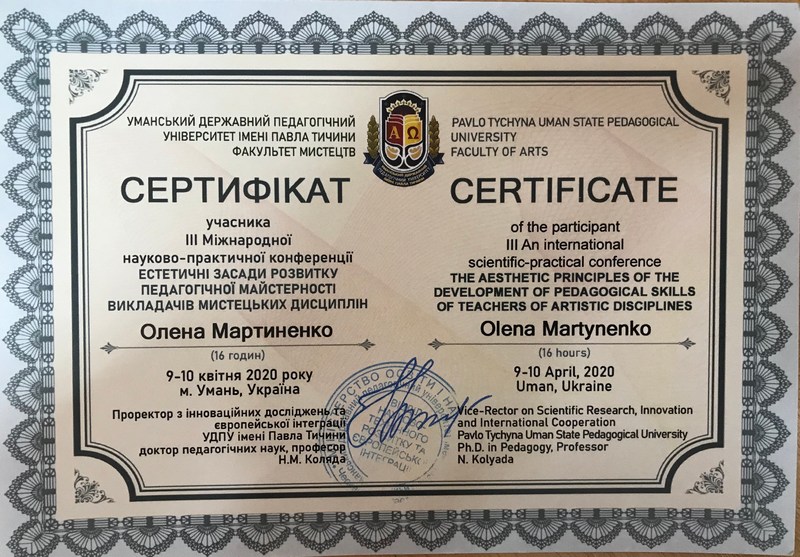 УМАНСЬКИЙ ДЕРЖАВНИЙ ПЕДАГОГІЧНИЙ
УНІВЕРСИТЕТ ІМЕНІ ПАВЛА ТИЧИНИ
ФАКУЛЬТЕТ МИСТЕЦТВ
СЕРТИФІКАТ
учасника
ІІІ Міжнародної
науково-практичної конференції
ЕСТЕТИЧНІ ЗАСАДИ РОЗВИТКУ
ПЕДАГОГІЧНОЇ МАЙСТЕРНОСТІ
ВИКЛАДАЧІВ МИСТЕЦЬКИХ ДИСЦИПЛІН
Олена Мартиненко
(16 годин)
9-10 квітня 2020 року
м. Умань, Україна
Проректор з інноваційних досліджень та
європейської інтеграції
УДПУ імені Павла Тичини
доктор педагогічних наук, професор
Н.М. Коляда
PAVLO TYCHYNA UMAN STATE PEDAGOGICAL
UNIVERSITY
FACULTY OF ARTS
CERTIFICATE
of the participant
III An international
scientific-practical conference
THE AESTHETIC PRINCIPLES OF THE
DEVELOPMENT OF PEDAGOGICAL SKILLS
OF TEACHERS OF ARTISTIC DISCIPLINES
Olena Martynenko
(16 hours)
9-10 April, 2020
Uman, Ukraine
Vice-Rector on Scientific Research, Innovation
and International Cooperation
Pavlo Tychyna Uman State Pedagogical University
Ph.D. in Pedagogy, Professor
N. Kolyada